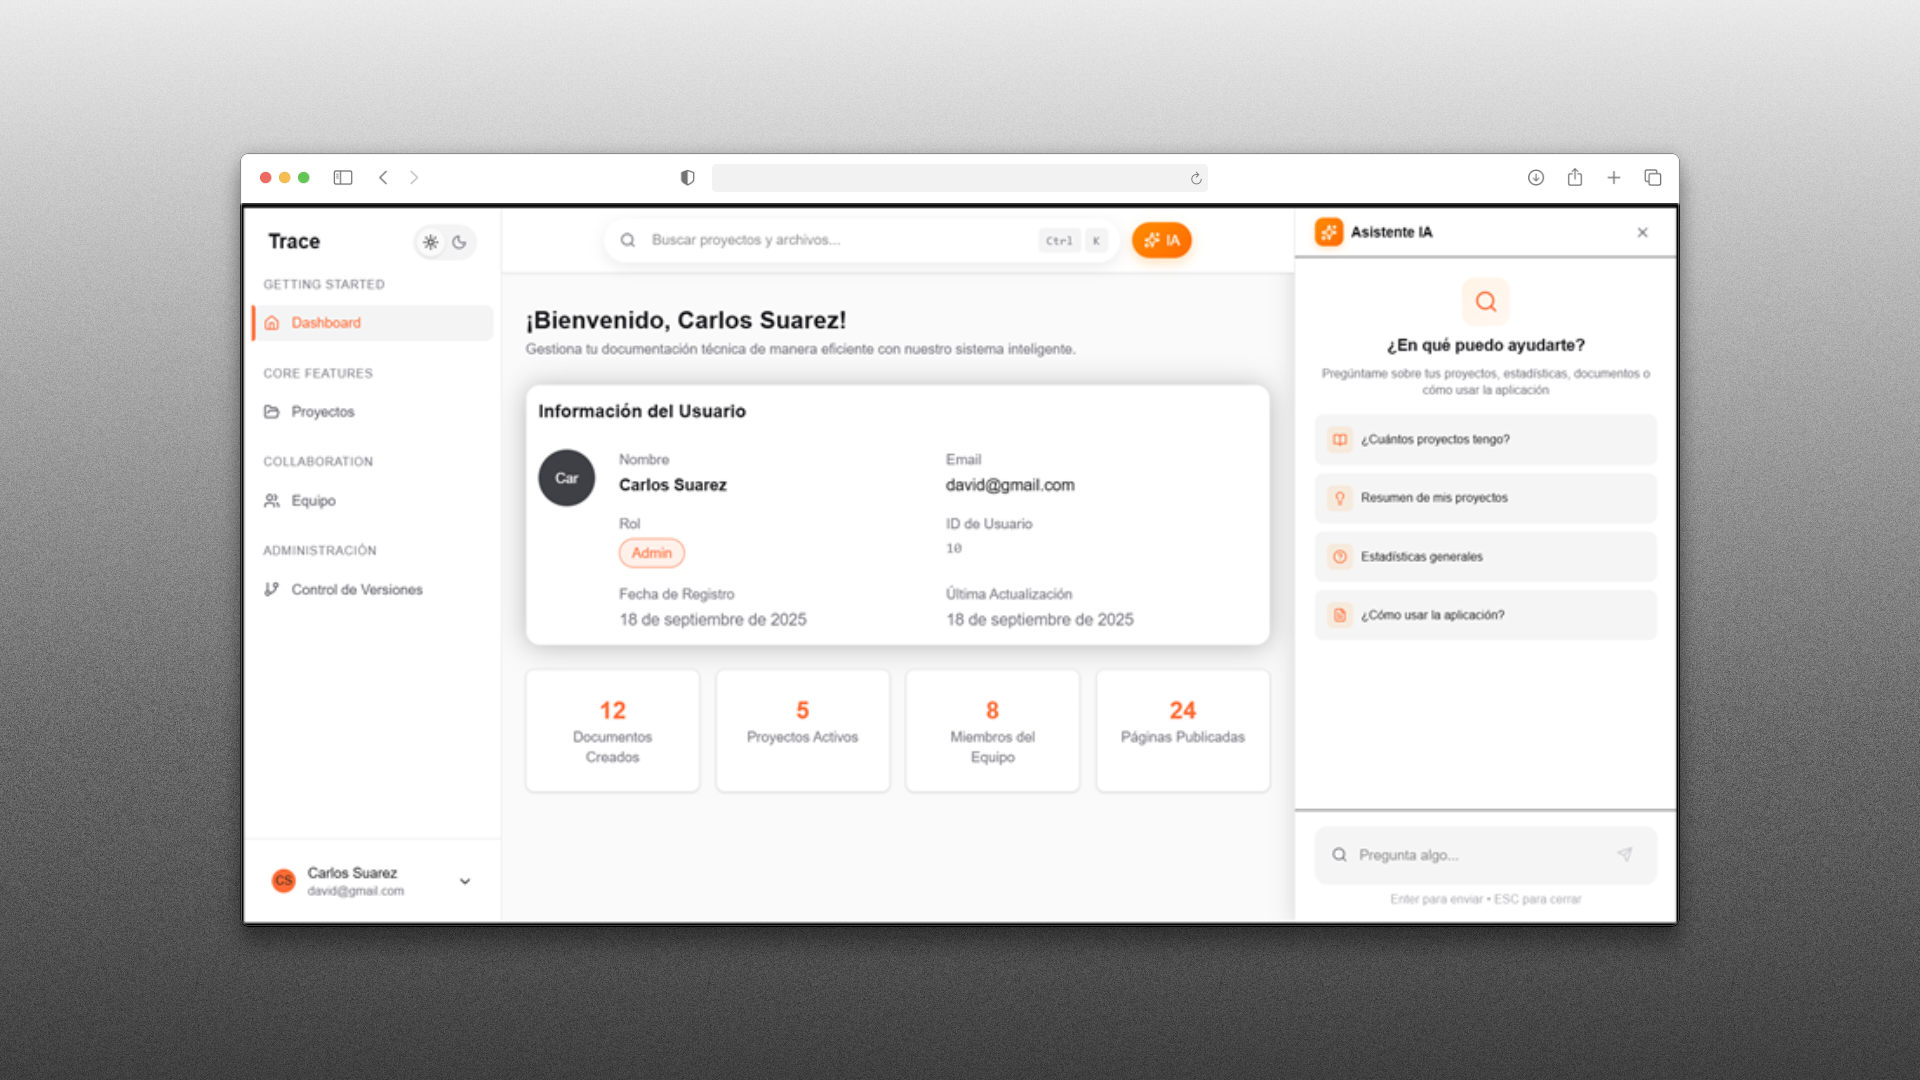 Trace
GETTING STARTED
Dashboard
CORE FEATURES
Proyectos
COLLABORATION
Equipo
ADMINISTRACIÓN
Control de Versiones
CS
Carlos Suarez
david@gmail.com
Buscar proyectos y archivos...
Ctrl K
IA
¡Bienvenido, Carlos Suarez!
Gestiona tu documentación técnica de manera eficiente con nuestro sistema inteligente.
Información del Usuario
Car
Nombre
Carlos Suarez
Email
david@gmail.com
Rol
Admin
ID de Usuario
10
Fecha de Registro
18 de septiembre de 2025
Última Actualización
18 de septiembre de 2025
12
Documentos
Creados
5
Proyectos Activos
8
Miembros del
Equipo
24
Páginas Publicadas
Asistente IA
¿En qué puedo ayudarte?
Pregúntame sobre tus proyectos, estadísticas, documentos o
cómo usar la aplicación
¿Cuántos proyectos tengo?
Resumen de mis proyectos
Estadísticas generales
¿Cómo usar la aplicación?
Pregunta algo...
Enter para enviar • ESC para cerrar